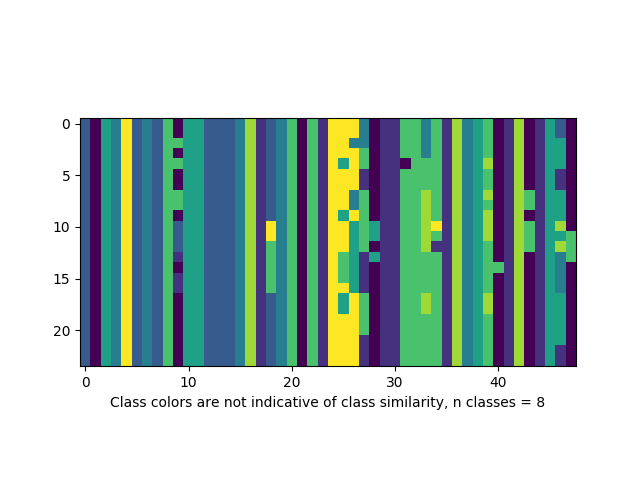 0
5
10
15
20
0 10 20 30 40
Class colors are not indicative of class similarity, n classes = 8